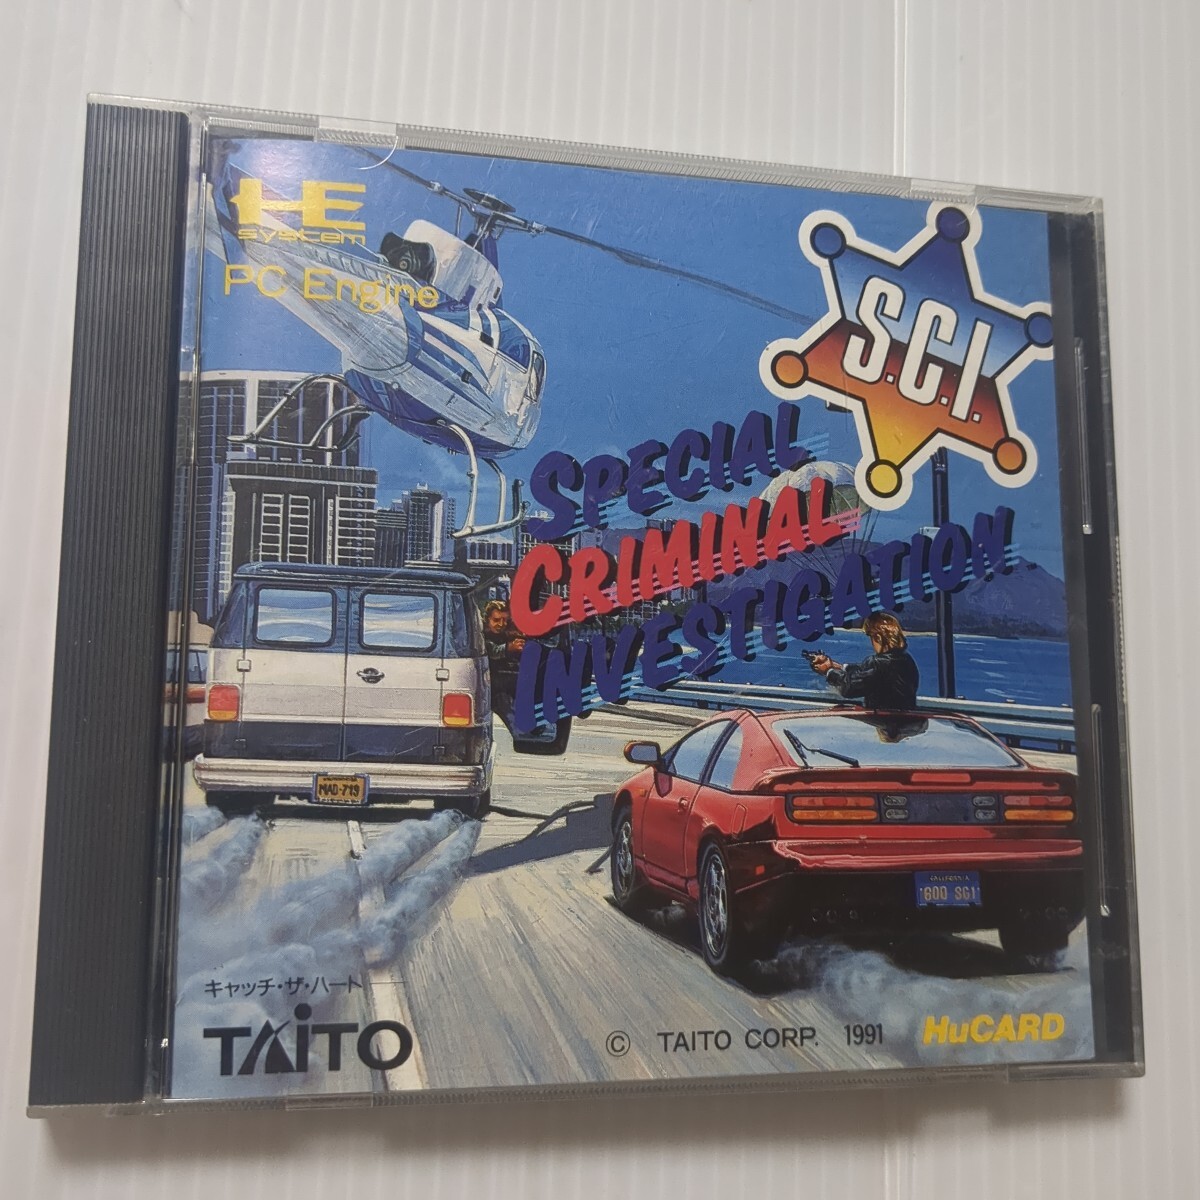 HE
system
PC Engine
S.C.I.
SPECIAL
CRIMINAL
INVESTIGATION
MAD-719
CALIFORNIA
800 SCI
キャッチ・ザ・ハート
TAITO
© TAITO CORP. 1991
HuCARD